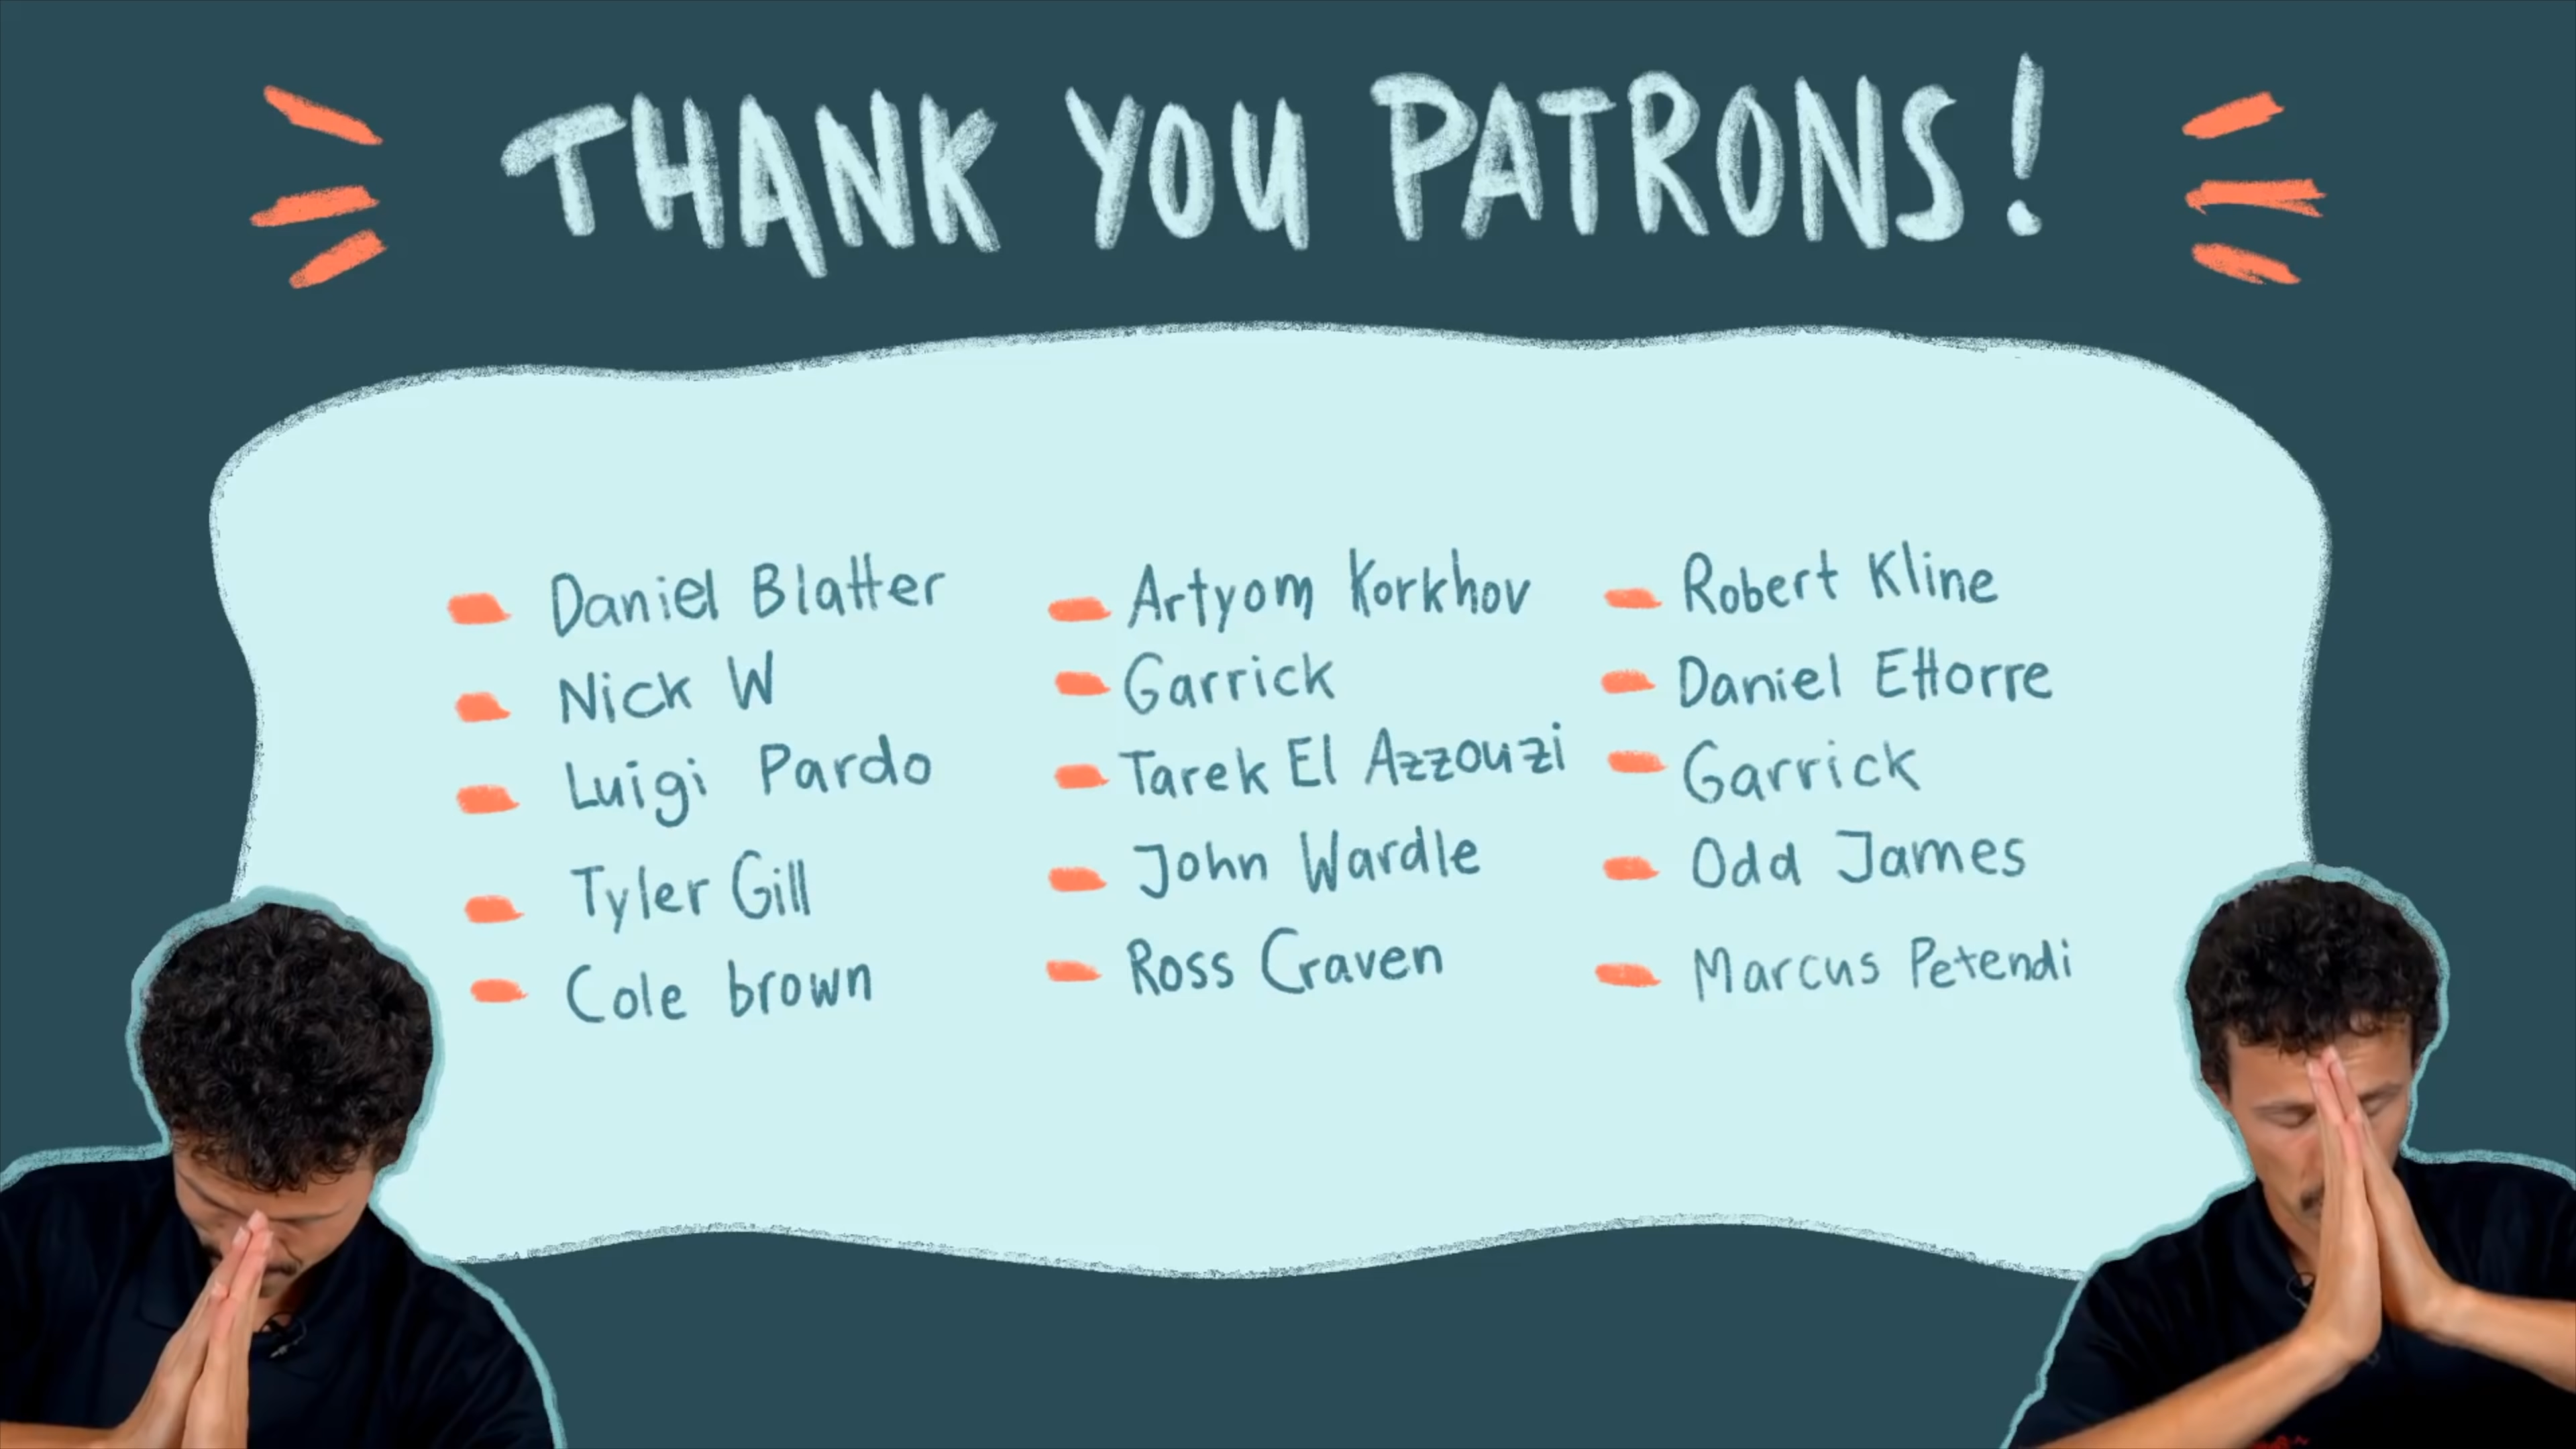 THANK YOU PATRONS!
Daniel Blatter
Nick W
Luigi Pardo
Tyler Gill
Cole brown
Artyom Korkhov
Garrick
Tarek El Azzouzi
John Wardle
Ross Craven
Robert Kline
Daniel Ettorre
Garrick
Odd James
Marcus Petendi